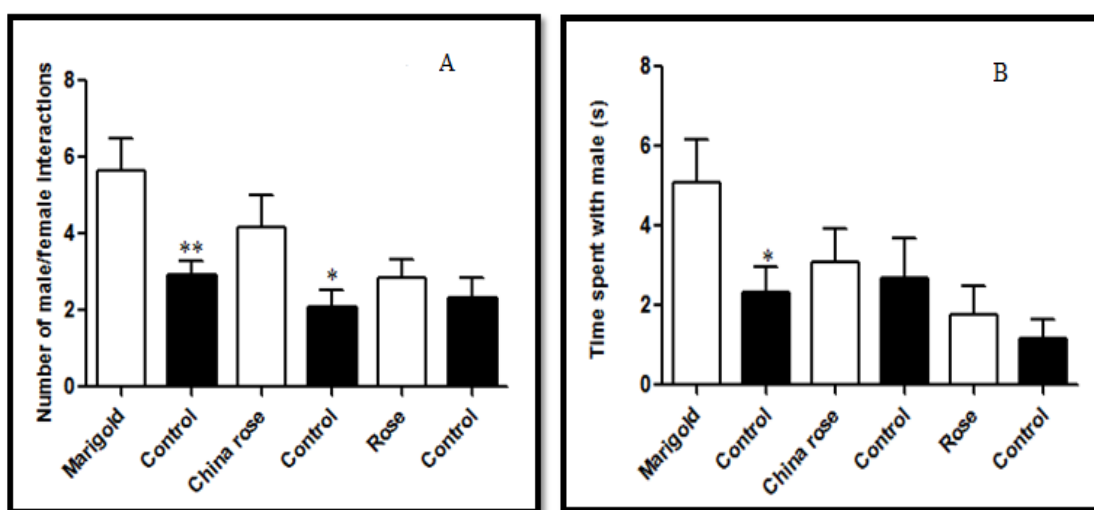 A
Number of male/female Interactions
8
6
4
2
0
**
*
Marigold
Control
China rose
Control
Rose
Control
B
Time spent with male (s)
8
6
4
2
0
*
Marigold
Control
China rose
Control
Rose
Control